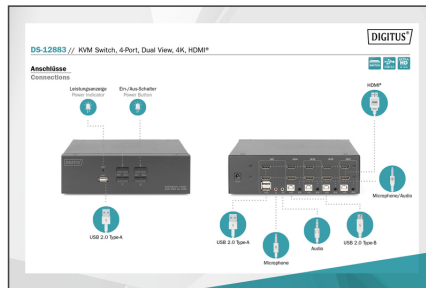 DIGITUS®
DS-12883 // KVM Switch, 4-Port, Dual View, 4K, HDMI®
Anschlüsse
Connections
Leistungsanzeige
Power Indicator
Ein-/Aus-Schalter
Power Button
HDMI®
DIGITUS
Microphone/Audio
USB 2.0 Type-A
USB 2.0 Type-A
Microphone
Audio
USB 2.0 Type-B